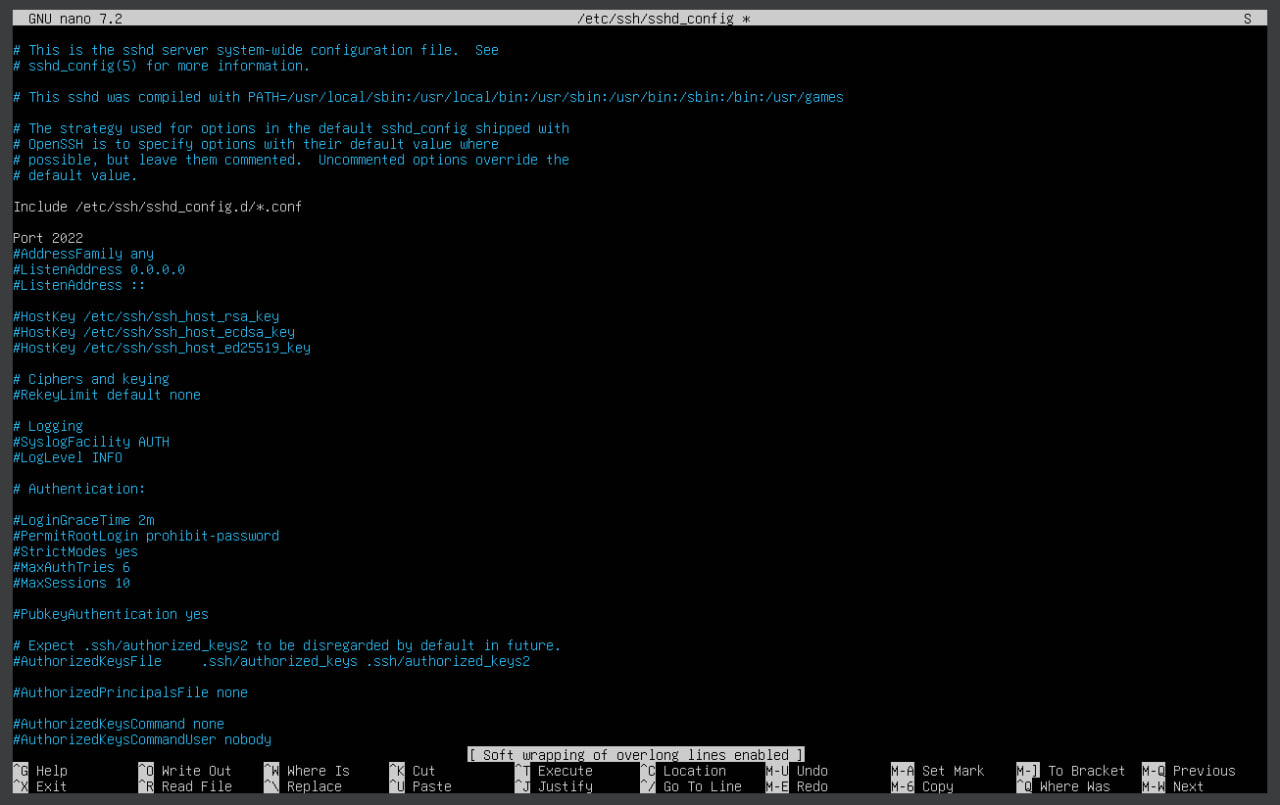 GNU nano 7.2 /etc/ssh/sshd_config * S
# This is the sshd server system-wide configuration file.  See
# sshd_config(5) for more information.
# This sshd was compiled with PATH=/usr/local/sbin:/usr/local/bin:/usr/sbin:/usr/bin:/sbin:/bin:/usr/games
# The strategy used for options in the default sshd_config shipped with
# OpenSSH is to specify options with their default value where
# possible, but leave them commented.  Uncommented options override the
# default value.
Include /etc/ssh/sshd_config.d/*.conf
Port 2022
#AddressFamily any
#ListenAddress 0.0.0.0
#ListenAddress ::
#HostKey /etc/ssh/ssh_host_rsa_key
#HostKey /etc/ssh/ssh_host_ecdsa_key
#HostKey /etc/ssh/ssh_host_ed25519_key
# Ciphers and keying
#RekeyLimit default none
# Logging
#SyslogFacility AUTH
#LogLevel INFO
# Authentication:
#LoginGraceTime 2m
#PermitRootLogin prohibit-password
#StrictModes yes
#MaxAuthTries 6
#MaxSessions 10
#PubkeyAuthentication yes
# Expect .ssh/authorized_keys2 to be disregarded by default in future.
#AuthorizedKeysFile     .ssh/authorized_keys .ssh/authorized_keys2
#AuthorizedPrincipalsFile none
#AuthorizedKeysCommand none
#AuthorizedKeysCommandUser nobody
[ Soft wrapping of overlong lines enabled ]
^G Help ^O Write Out ^W Where Is ^K Cut ^T Execute ^C Location M-U Undo M-A Set Mark M-] To Bracket M-Q Previous
^X Exit ^R Read File ^\ Replace ^U Paste ^J Justify ^/ Go To Line M-E Redo M-6 Copy ^Q Where Was M-W Next